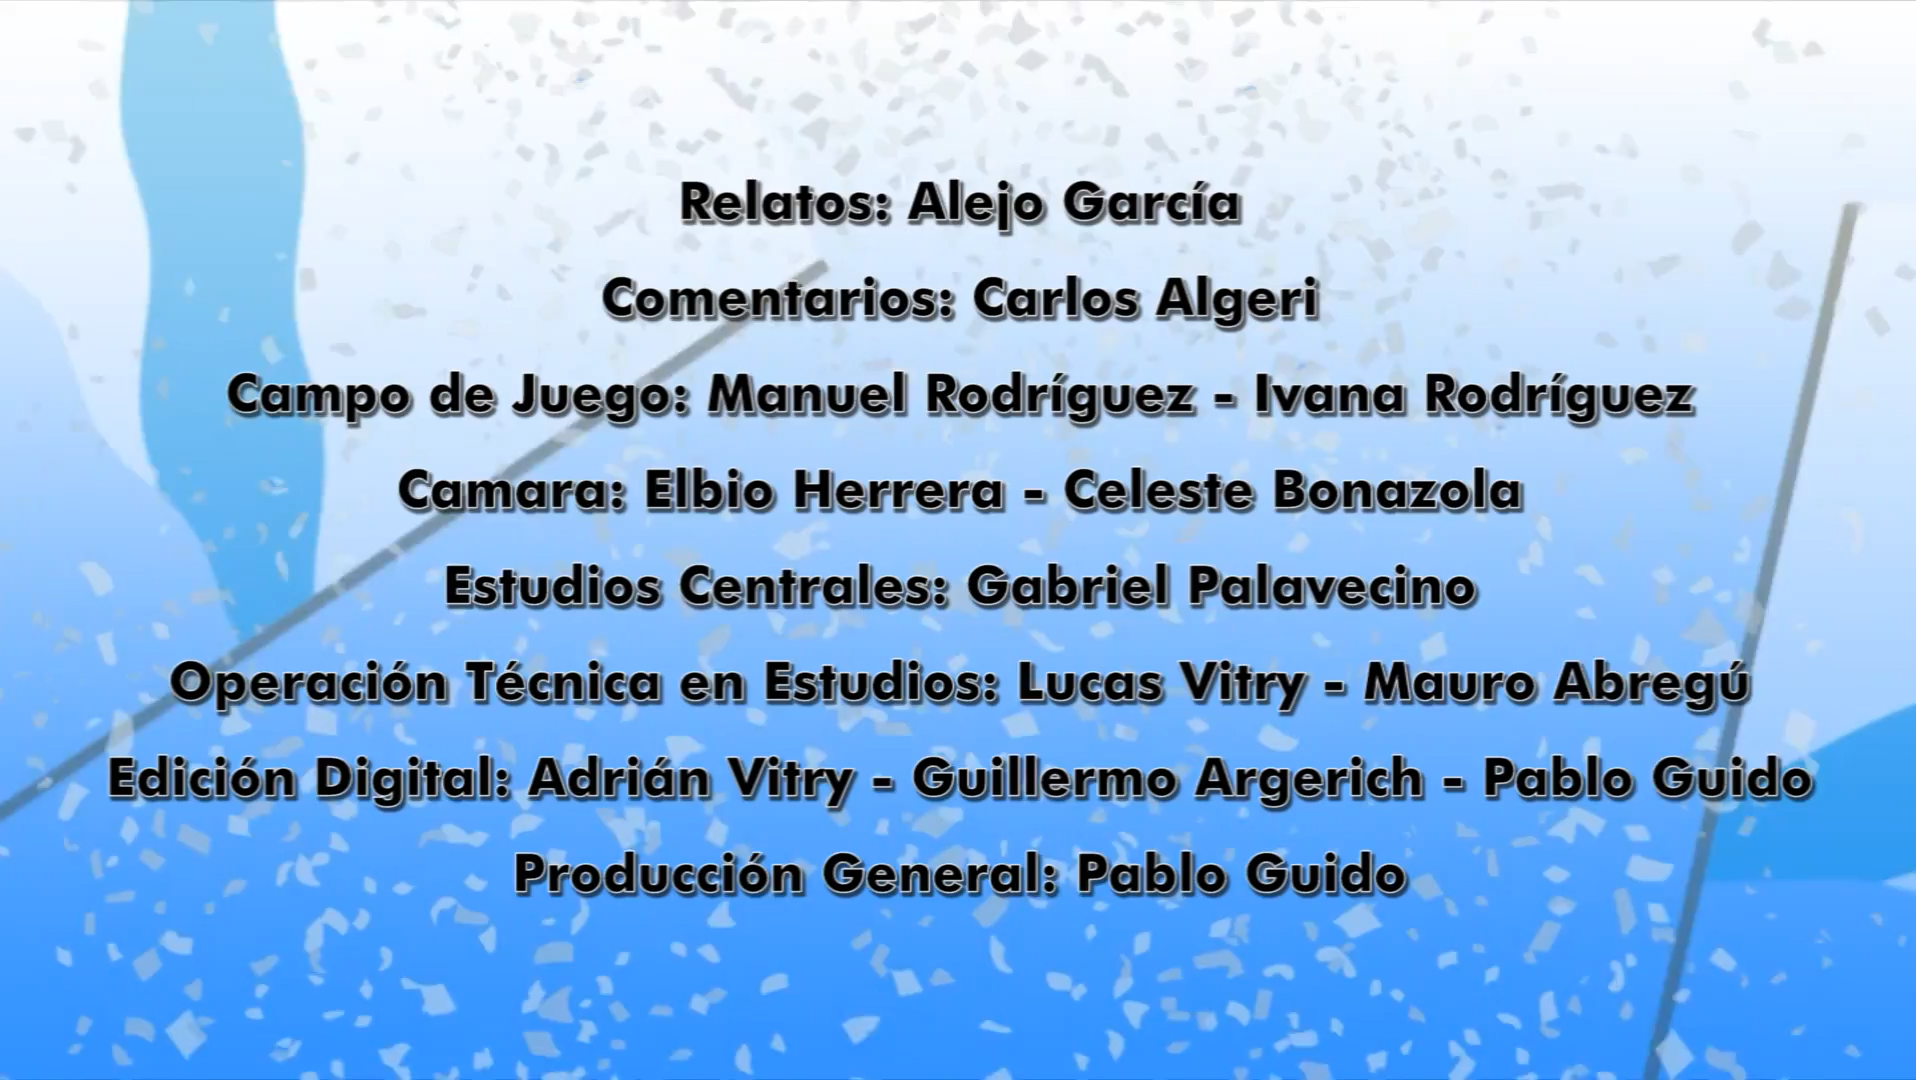 Relatos: Alejo García
Comentarios: Carlos Algeri
Campo de Juego: Manuel Rodríguez - Ivana Rodríguez
Camara: Elbio Herrera - Celeste Bonazola
Estudios Centrales: Gabriel Palavecino
Operación Técnica en Estudios: Lucas Vitry - Mauro Abregú
Edición Digital: Adrián Vitry - Guillermo Argerich - Pablo Guido
Producción General: Pablo Guido